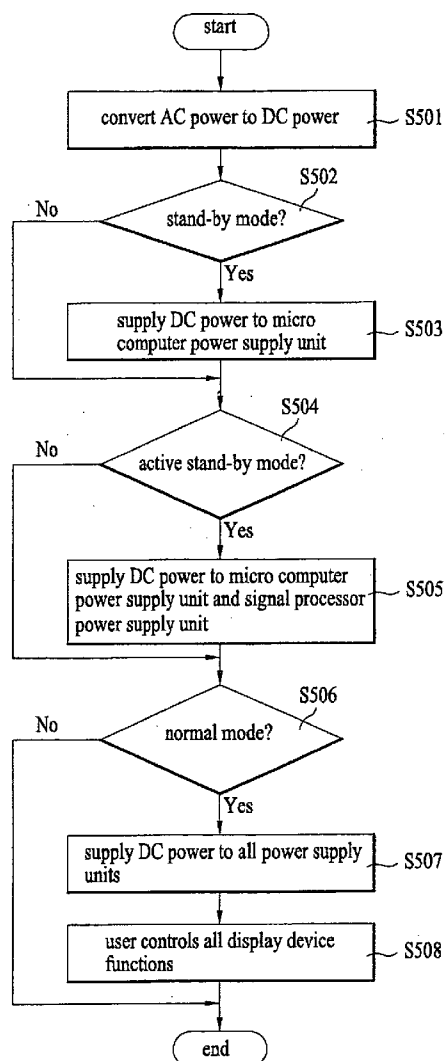 start
convert AC power to DC power
S501
S502
No
stand-by mode?
Yes
supply DC power to micro
computer power supply unit
S503
S504
No
active stand-by mode?
Yes
supply DC power to micro computer
power supply unit and signal processor
power supply unit
S505
S506
No
normal mode?
Yes
supply DC power to all power supply
units
S507
user controls all display device
functions
S508
end